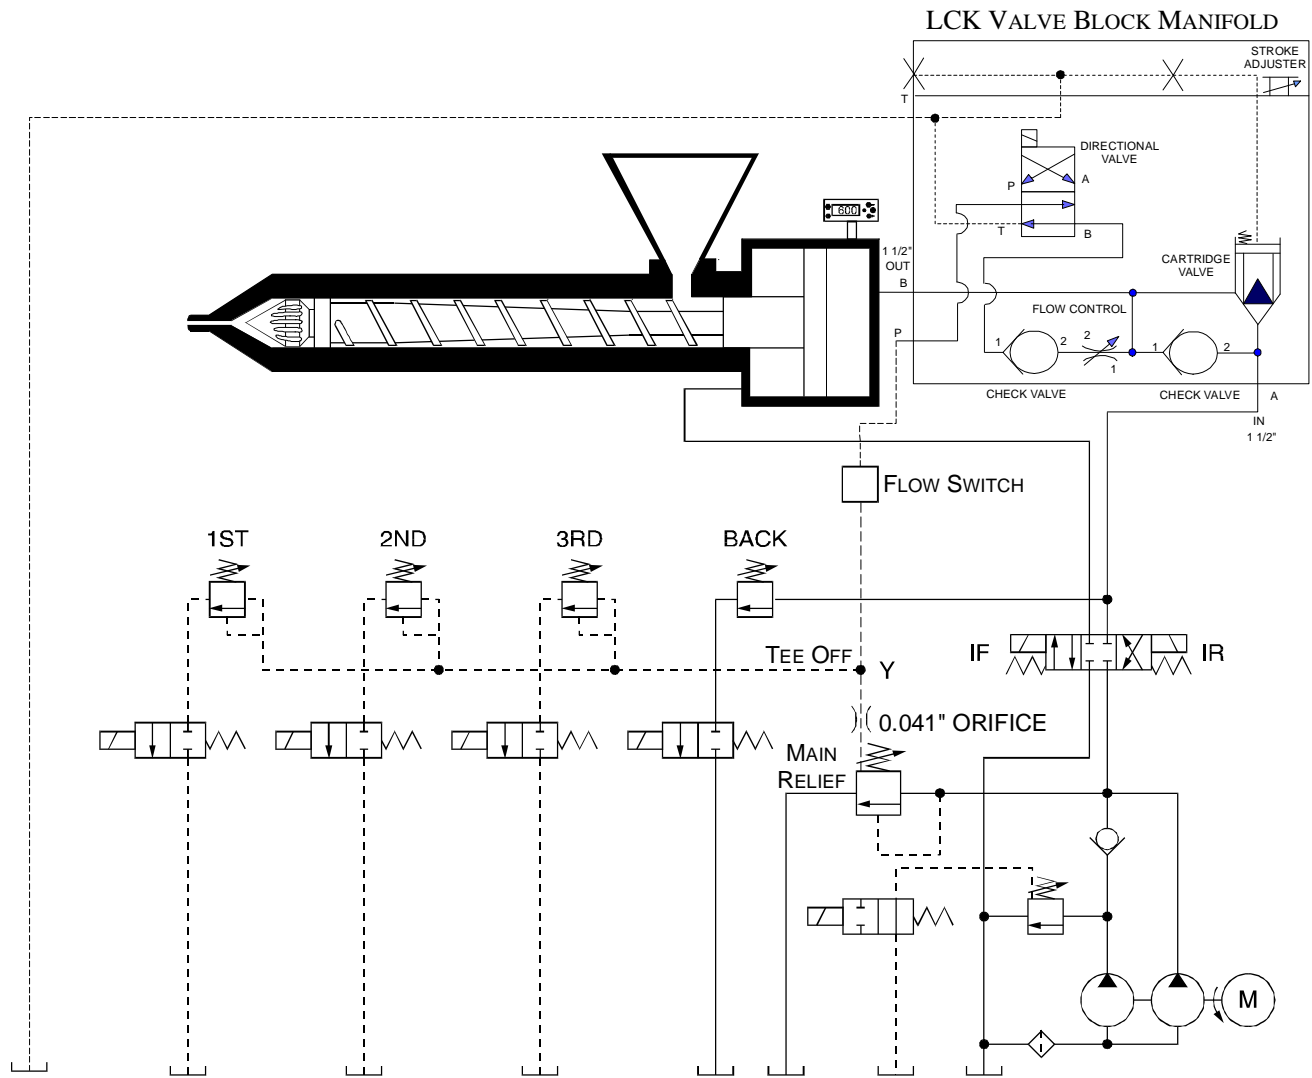 LCK VALVE BLOCK MANIFOLD
STROKE
ADJUSTER
T
DIRECTIONAL
VALVE
P
A
T
B
600
1 1/2"
OUT
B
CARTRIDGE
VALVE
FLOW CONTROL
P
1
2
2
1
1
2
CHECK VALVE
CHECK VALVE
A
IN
1 1/2"
FLOW SWITCH
1ST
2ND
3RD
BACK
TEE OFF
Y
IF
IR
0.041" ORIFICE
MAIN
RELIEF
M